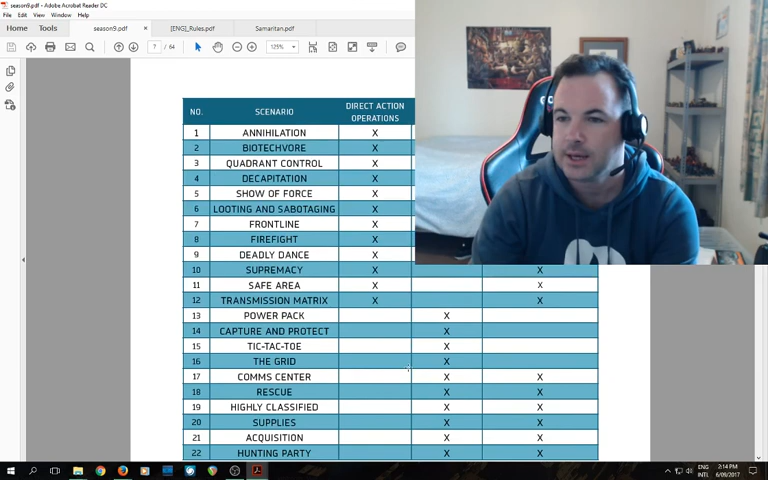 season9.pdf - Adobe Acrobat Reader DC
File Edit View Window Help
Home Tools season9.pdf × [ENG]_Rules.pdf Samaritan.pdf
7 / 64 125%
NO. SCENARIO DIRECT ACTION OPERATIONS
1 ANNIHILATION X
2 BIOTECHVORE X
3 QUADRANT CONTROL X
4 DECAPITATION X
5 SHOW OF FORCE X
6 LOOTING AND SABOTAGING X
7 FRONTLINE X
8 FIREFIGHT X
9 DEADLY DANCE X
10 SUPREMACY X X
11 SAFE AREA X X
12 TRANSMISSION MATRIX X X
13 POWER PACK X
14 CAPTURE AND PROTECT X
15 TIC-TAC-TOE X
16 THE GRID X
17 COMMS CENTER X X
18 RESCUE X X
19 HIGHLY CLASSIFIED X X
20 SUPPLIES X X
21 ACQUISITION X X
22 HUNTING PARTY X X
ENG 2:14 PM
INTL 6/09/2017